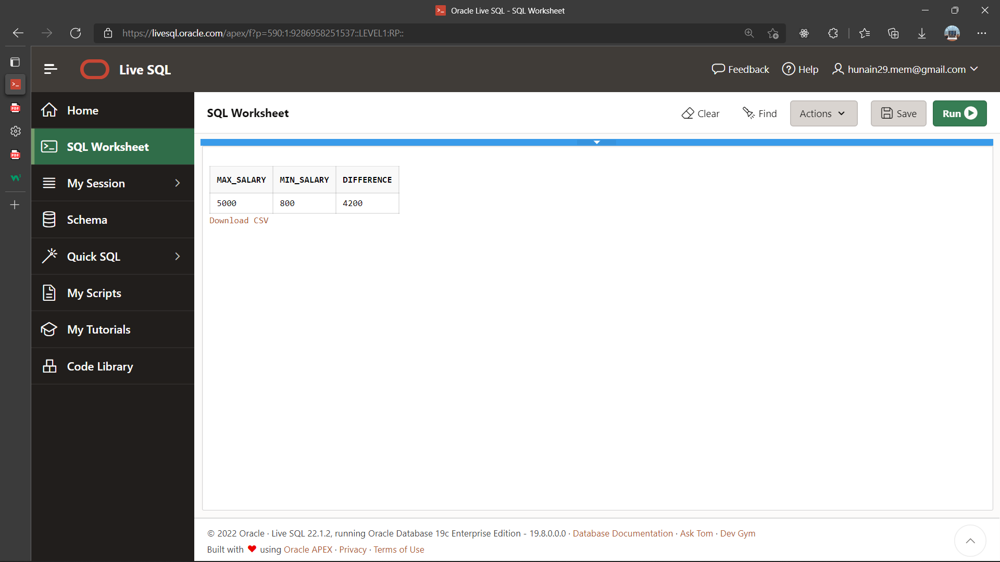 Oracle Live SQL - SQL Worksheet
https://livesql.oracle.com/apex/f?p=590:1:9286958251537::LEVEL1:RP::
Live SQL
Feedback
Help
hunain29.mem@gmail.com
Home
SQL Worksheet
My Session
Schema
Quick SQL
My Scripts
My Tutorials
Code Library
SQL Worksheet
Clear
Find
Actions
Save
Run
MAX_SALARY MIN_SALARY DIFFERENCE
5000 800 4200
Download CSV
© 2022 Oracle · Live SQL 22.1.2, running Oracle Database 19c Enterprise Edition - 19.8.0.0.0 · Database Documentation · Ask Tom · Dev Gym
Built with ❤ using Oracle APEX · Privacy · Terms of Use
PDF
PDF